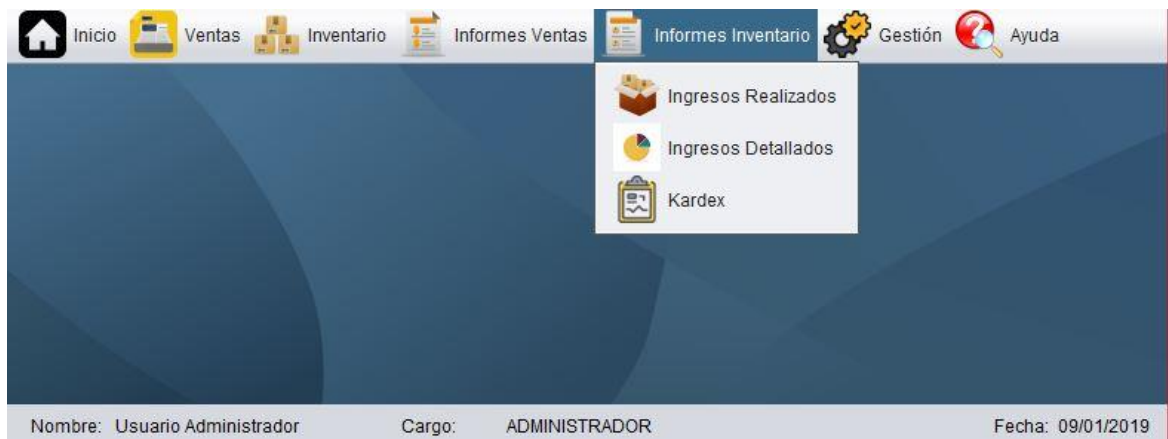 Inicio Ventas Inventario Informes Ventas Informes Inventario Gestión Ayuda
Ingresos Realizados
Ingresos Detallados
Kardex
Nombre: Usuario Administrador Cargo: ADMINISTRADOR Fecha: 09/01/2019